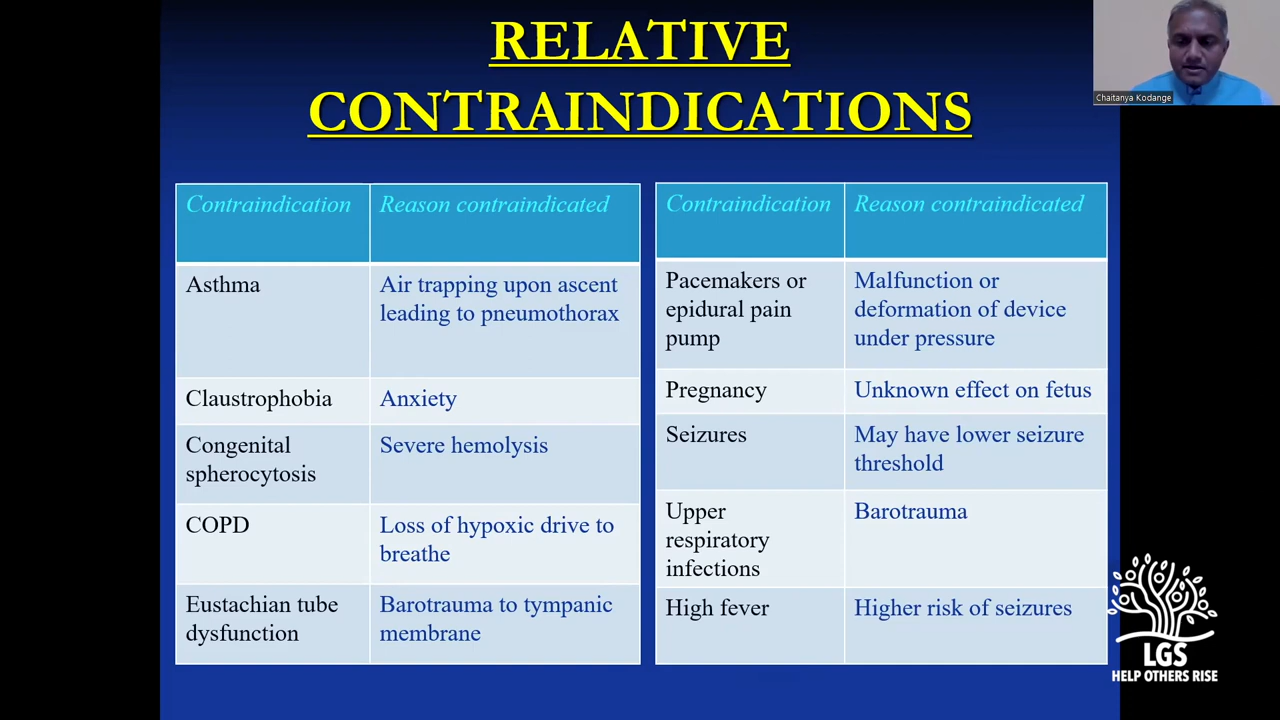 RELATIVE
CONTRAINDICATIONS
Chaitanya Kodange
Contraindication
Reason contraindicated
Asthma
Air trapping upon ascent
leading to pneumothorax
Claustrophobia
Anxiety
Congenital
spherocytosis
Severe hemolysis
COPD
Loss of hypoxic drive to
breathe
Eustachian tube
dysfunction
Barotrauma to tympanic
membrane
Contraindication
Reason contraindicated
Pacemakers or
epidural pain
pump
Malfunction or
deformation of device
under pressure
Pregnancy
Unknown effect on fetus
Seizures
May have lower seizure
threshold
Upper
respiratory
infections
Barotrauma
High fever
Higher risk of seizures
LGS
HELP OTHERS RISE